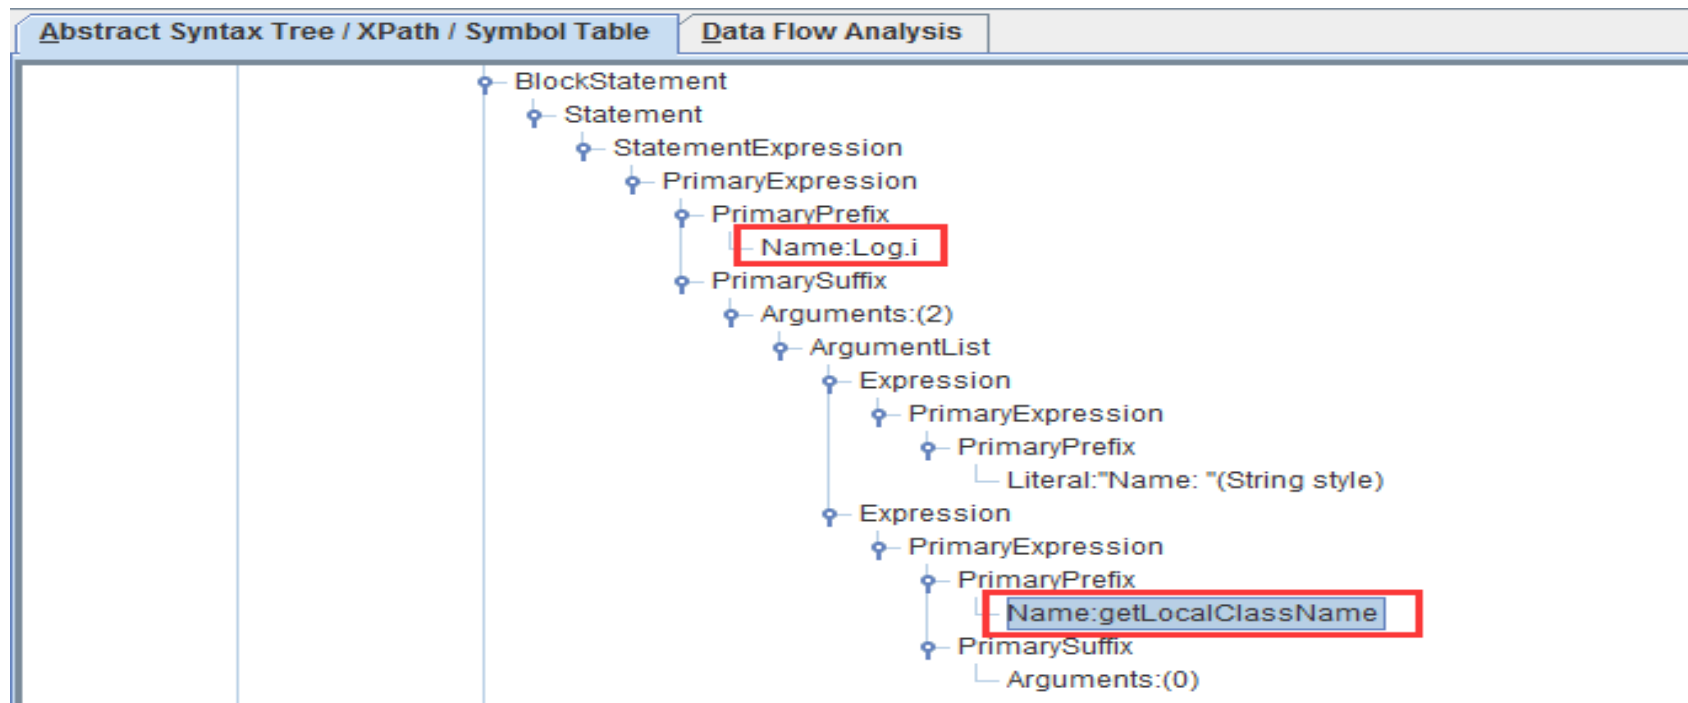 Abstract Syntax Tree / XPath / Symbol Table Data Flow Analysis
BlockStatement
Statement
StatementExpression
PrimaryExpression
PrimaryPrefix
Name:Log.i
PrimarySuffix
Arguments:(2)
ArgumentList
Expression
PrimaryExpression
PrimaryPrefix
Literal:"Name: "(String style)
Expression
PrimaryExpression
PrimaryPrefix
Name:getLocalClassName
PrimarySuffix
Arguments:(0)